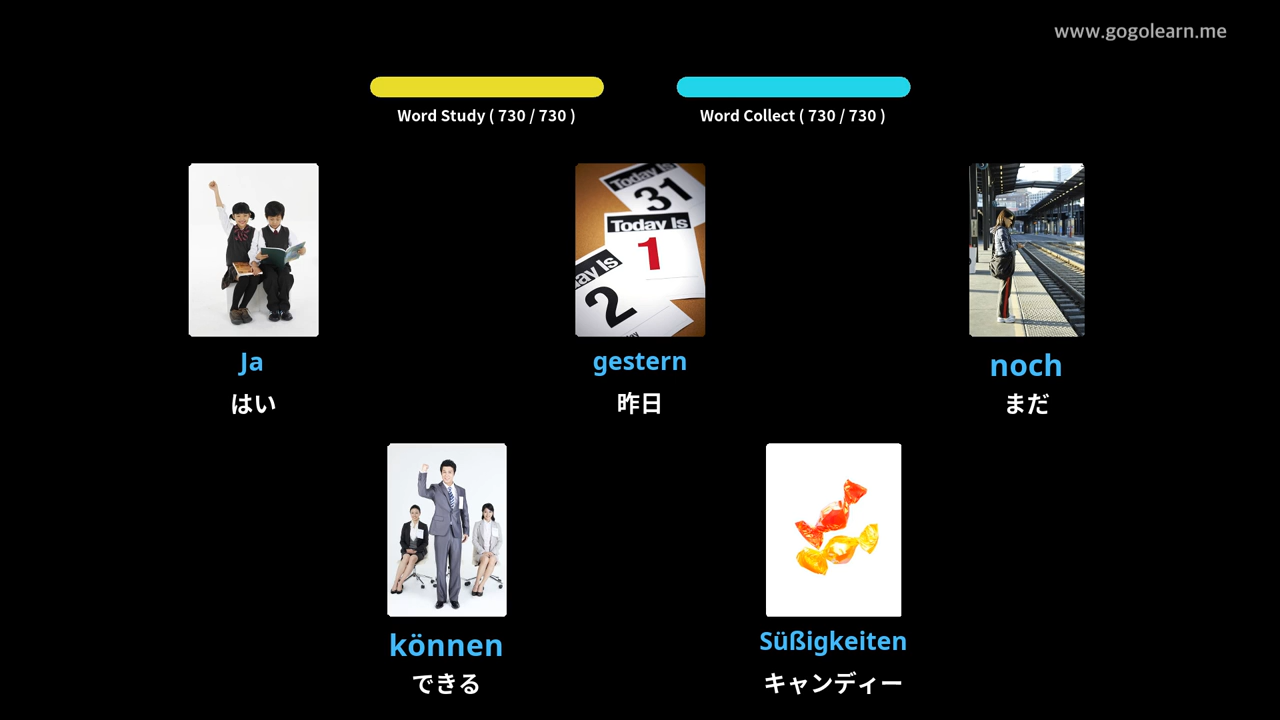 www.gogolearn.me
Word Study ( 730 / 730 )
Word Collect ( 730 / 730 )
Today Is
31
Today Is
1
day Is
2
Ja
はい
gestern
昨日
noch
まだ
können
できる
Süßigkeiten
キャンディー